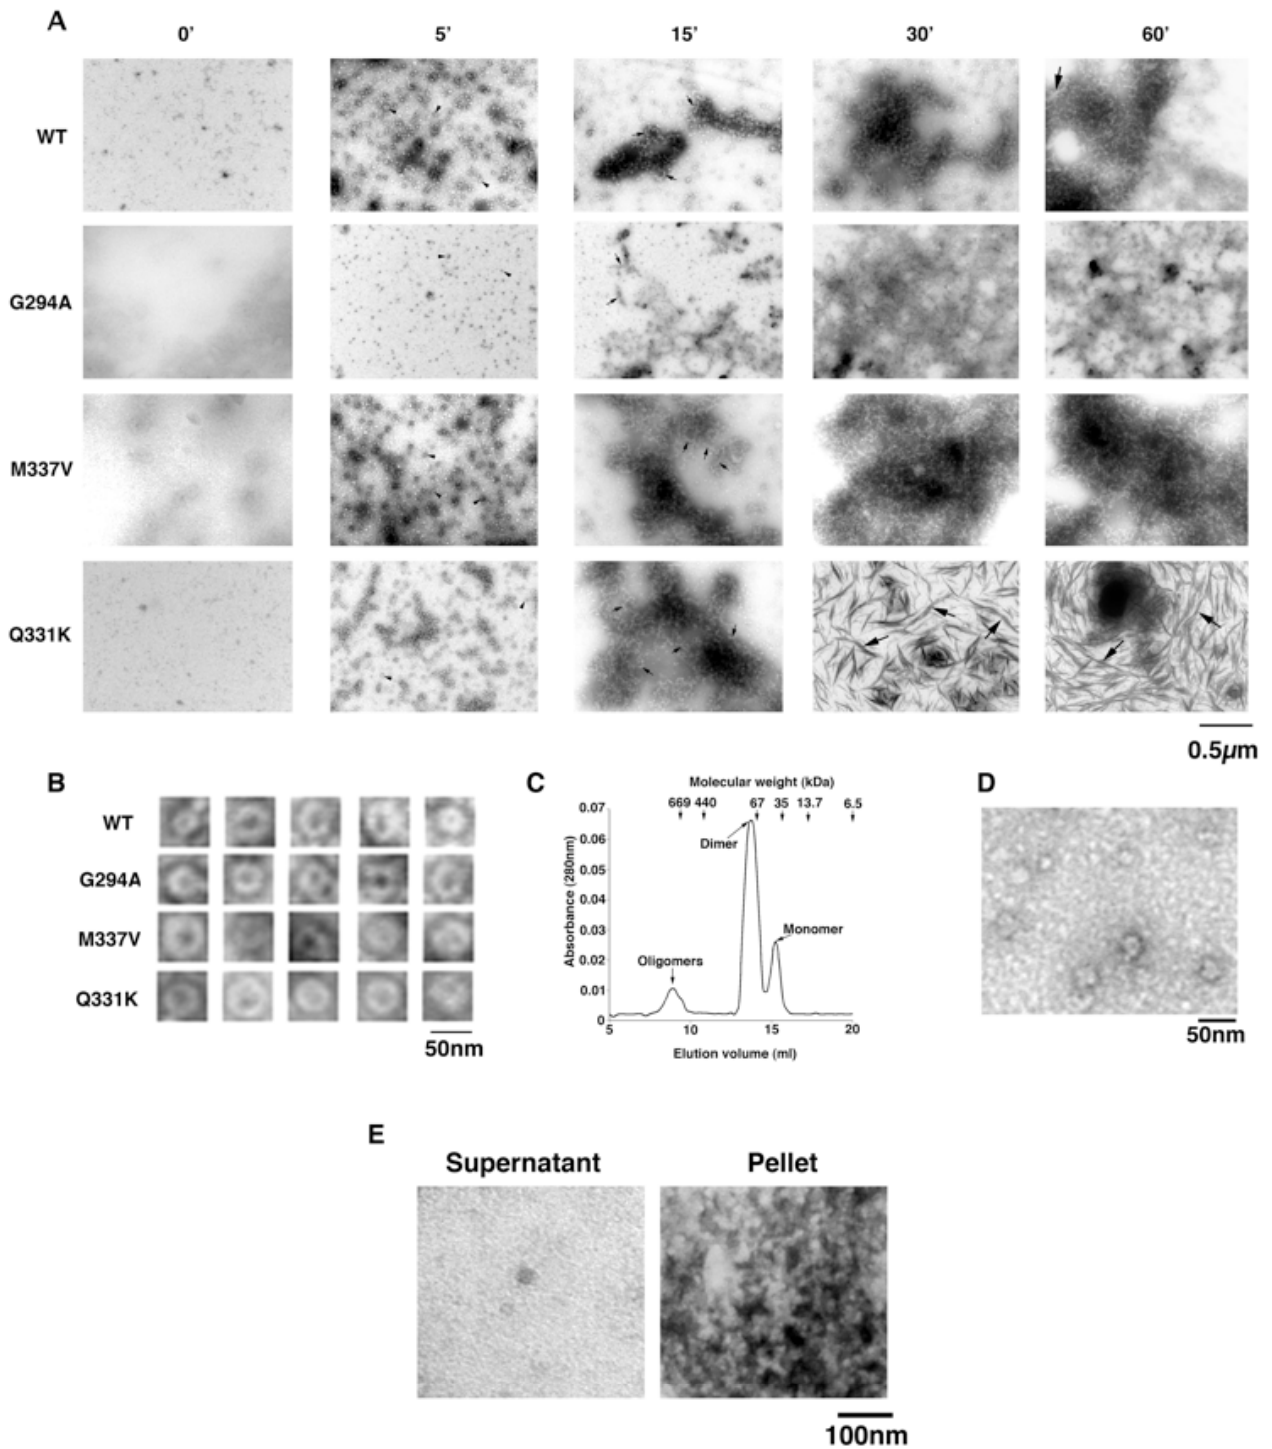 A
0' 5' 15' 30' 60'
WT
G294A
M337V
Q331K
0.5µm
B
WT
G294A
M337V
Q331K
50nm
C
Molecular weight (kDa)
669 440 67 35 13.7 6.5
0.07
0.06
0.05
0.04
0.03
0.02
0.01
0
Absorbance (280nm)
Dimer
Monomer
Oligomers
5 10 15 20
Elution volume (ml)
D
50nm
E
Supernatant Pellet
100nm